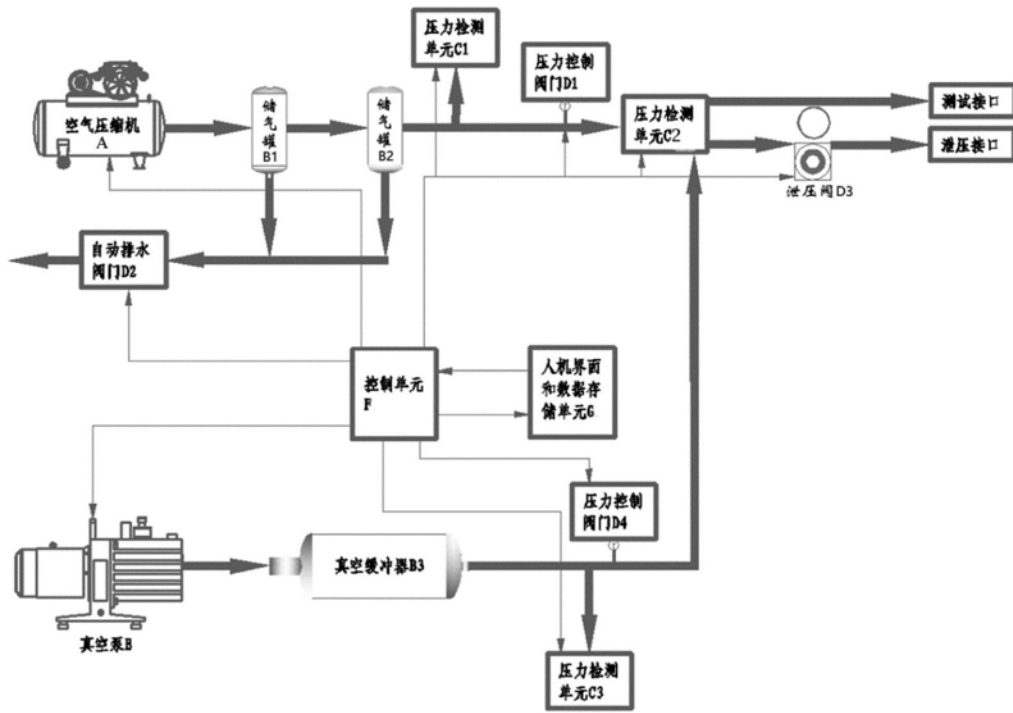 压力检测
单元C1
压力控制
阀门D1
空气压缩机
A
储
气
罐
B1
储
气
罐
B2
压力检测
单元C2
测试接口
泄压接口
泄压阀D3
自动排水
阀门D2
控制单元
F
人机界面
和数据存
储单元G
压力控制
阀门D4
真空缓冲器B3
真空泵B
压力检测
单元C3